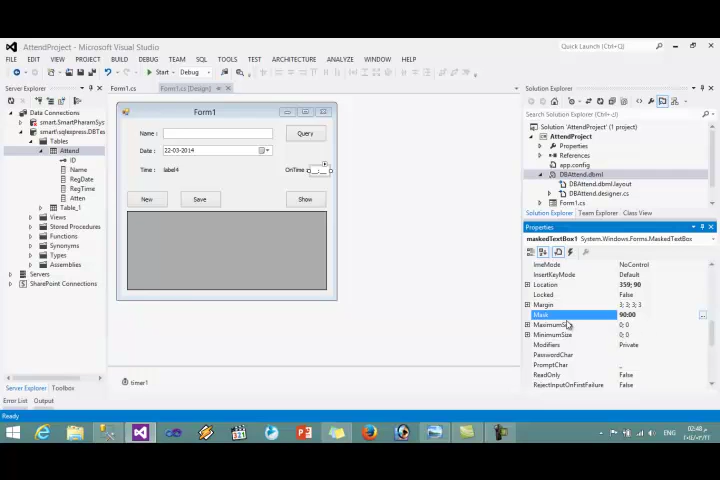 AttendProject - Microsoft Visual Studio
Quick Launch (Ctrl+Q)
FILE EDIT VIEW PROJECT BUILD DEBUG TEAM SQL TOOLS TEST ARCHITECTURE ANALYZE WINDOW HELP
Start Debug
Server Explorer
Data Connections
smart.SmartPharamSys
smart\sqlexpress.DBTes
Tables
Attend
ID
Name
RegDate
RegTime
Atten
Table_1
Views
Stored Procedures
Functions
Synonyms
Types
Assemblies
Servers
SharePoint Connections
Server Explorer Toolbox
Error List Output
Form1.cs Form1.cs [Design]
Form1
Name : Query
Date : 22-03-2014
Time : label4 OnTime __:__
New Save Show
timer1
Solution Explorer
Search Solution Explorer (Ctrl+;)
Solution 'AttendProject' (1 project)
AttendProject
Properties
References
app.config
DBAttend.dbml
DBAttend.dbml.layout
DBAttend.designer.cs
Form1.cs
Solution Explorer Team Explorer Class View
Properties
maskedTextBox1 System.Windows.Forms.MaskedTextBox
ImeMode NoControl
InsertKeyMode Default
Location 359; 90
Locked False
Margin 3; 3; 3; 3
Mask 90:00
MaximumSize 0; 0
MinimumSize 0; 0
Modifiers Private
PasswordChar
PromptChar _
ReadOnly False
RejectInputOnFirstFailure False
Ready
ENG
02:48 م